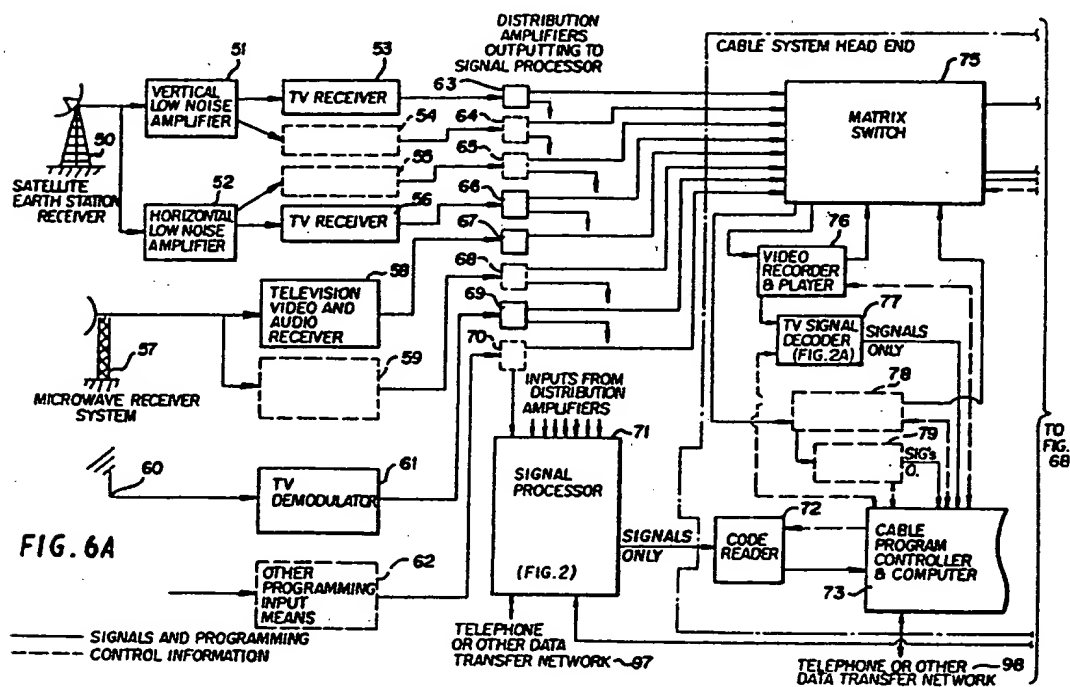 DISTRIBUTION
AMPLIFIERS
OUTPUTTING TO
SIGNAL PROCESSOR
CABLE SYSTEM HEAD END
51
VERTICAL
LOW NOISE
AMPLIFIER
53
TV RECEIVER
63
75
MATRIX
SWITCH
54
64
50
55
65
SATELLITE
EARTH STATION
RECEIVER
52
HORIZONTAL
LOW NOISE
AMPLIFIER
TV RECEIVER
56
66
67
58
TELEVISION
VIDEO AND
AUDIO
RECEIVER
68
69
70
76
VIDEO
RECORDER
& PLAYER
77
TV SIGNAL
DECODER
(FIG.2A)
SIGNALS
ONLY
57
MICROWAVE RECEIVER
SYSTEM
59
INPUTS FROM
DISTRIBUTION
AMPLIFIERS
78
79
SIG's
O.
TO
FIG.
6B
60
TV
DEMODULATOR
61
71
SIGNAL
PROCESSOR
(FIG.2)
SIGNALS
ONLY
72
CODE
READER
CABLE
PROGRAM
CONTROLLER
& COMPUTER
73
FIG. 6A
OTHER
PROGRAMMING
INPUT
MEANS
62
SIGNALS AND PROGRAMMING
CONTROL INFORMATION
TELEPHONE
OR OTHER DATA
TRANSFER NETWORK 97
TELEPHONE OR OTHER 98
DATA TRANSFER NETWORK